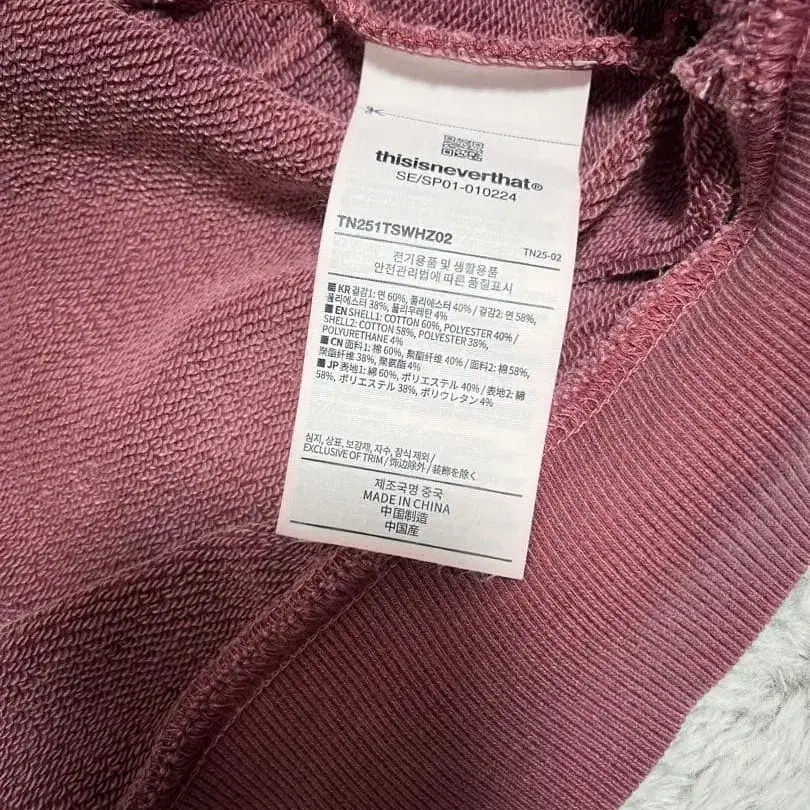 thisisneverthat®
SE/SP01-010224
TN251TSWHZ02
TN25-02
전기용품 및 생활용품
안전관리법에 따른 품질표시
KR 겉감1: 면 60%, 폴리에스터 40% / 겉감2: 면 58%,
폴리에스터 38%, 폴리우레탄 4%
EN SHELL1: COTTON 60%, POLYESTER 40% /
SHELL2: COTTON 58%, POLYESTER 38%,
POLYURETHANE 4%
CN 面料1: 棉 60%, 聚酯纤维 40% / 面料2: 棉 58%,
聚酯纤维 38%, 聚氨酯 4%
JP 表地1: 綿 60%, ポリエステル 40% / 表地2: 綿
58%, ポリエステル 38%, ポリウレタン 4%
심지, 상표, 보강재, 자수, 장식 제외 /
EXCLUSIVE OF TRIM / 饰边除外 / 装飾を除く
제조국명 중국
MADE IN CHINA
中国制造
中国産